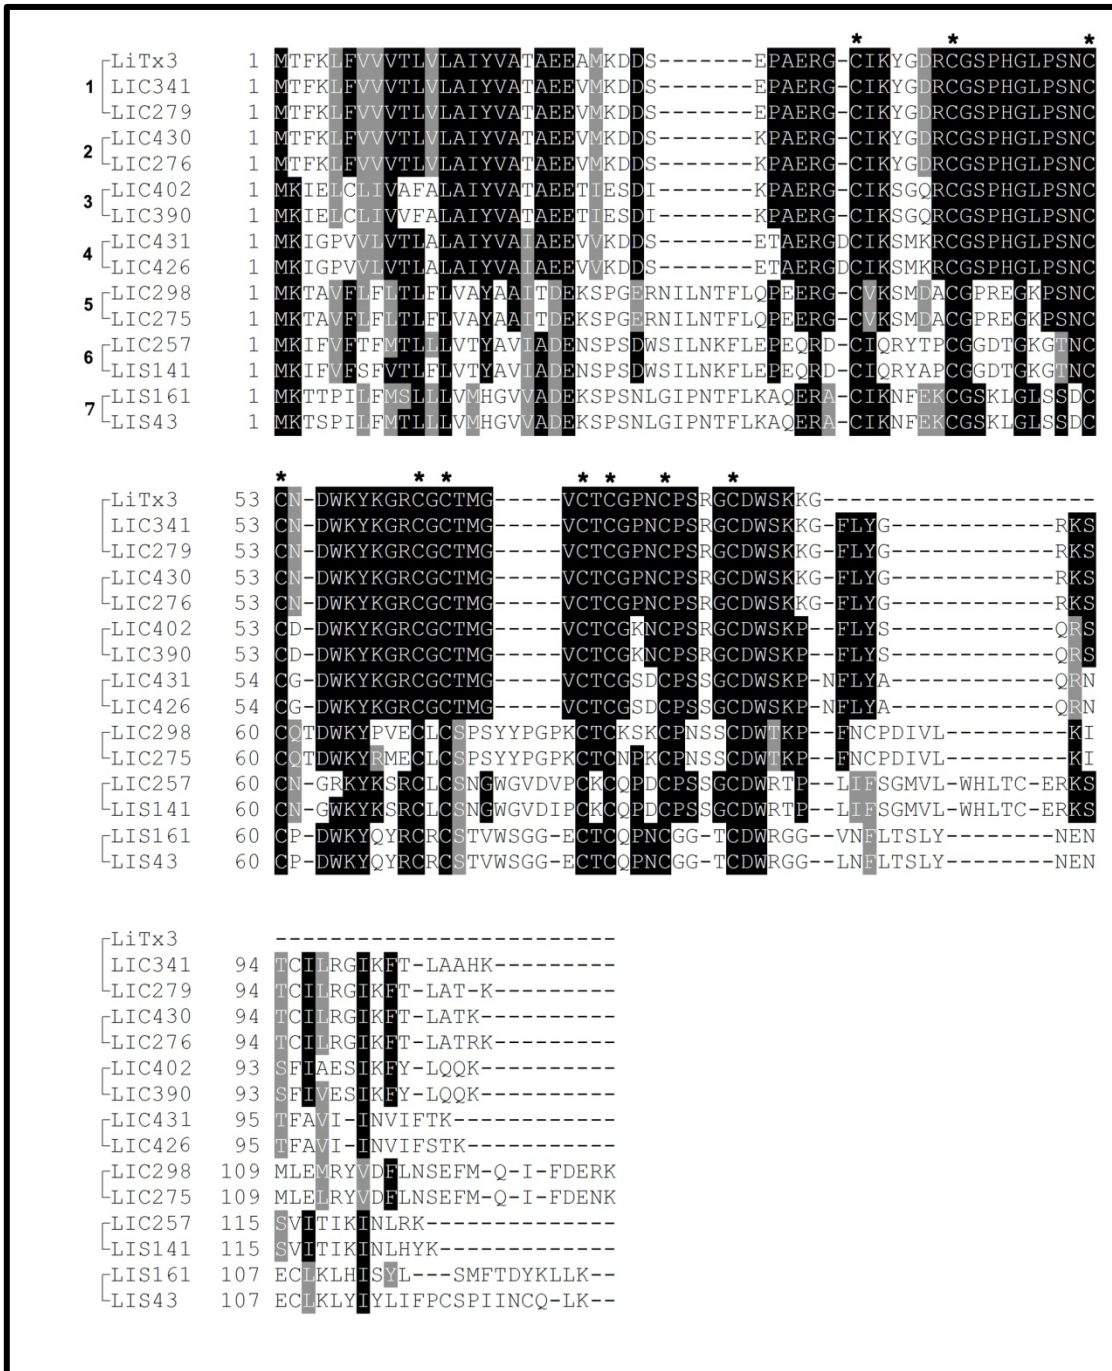 * * *
LiTx3 1 MTFKLFVVVTLVLAIYVATAEEAMKDDS-------EPAERG-CIKYGDRCGSPHGLPSNC
1 LIC341 1 MTFKLFVVVTLVLAIYVATAEEVMKDDS-------EPAERG-CIKYGDRCGSPHGLPSNC
LIC279 1 MTFKLFVVVTLVLAIYVATAEEVMKDDS-------EPAERG-CIKYGDRCGSPHGLPSNC
2 LIC430 1 MTFKLFVVVTLVLAIYVATAEEVMKDDS-------KPAERG-CIKYGDRCGSPHGLPSNC
LIC276 1 MTFKLFVVVTLVLAIYVATAEEVMKDDS-------KPAERG-CIKYGDRCGSPHGLPSNC
3 LIC402 1 MKIELCLIVAFALAIYVATAEETIESDI-------KPAERG-CIKSGQRCGSPHGLPSNC
LIC390 1 MKIELCLIVVFALAIYVATAEETIESDI-------KPAERG-CIKSGQRCGSPHGLPSNC
4 LIC431 1 MKIGPVVLVTLALAIYVAIAEEVVKDDS-------ETAERGDCIKSMKRCGSPHGLPSNC
LIC426 1 MKIGPVVLVTLALAIYVAIAEEVVKDDS-------ETAERGDCIKSMKRCGSPHGLPSNC
5 LIC298 1 MKTAVFLFLTLFLVAYAAITDEKSPGERNILNTFLQPEERG-CVKSMDACGPREGKPSNC
LIC275 1 MKTAVFLFLTLFLVAYAAITDEKSPGERNILNTFLQPEERG-CVKSMDACGPREGKPSNC
6 LIC257 1 MKIFVFTFMTLLLVTYAVIADENSPSDWSILNKFLEPEQRD-CIQRYTPCGGDTGKGTNC
LIS141 1 MKIFVFSFVTLFLVTYAVIADENSPSDWSILNKFLEPEQRD-CIQRYAPCGGDTGKGTNC
7 LIS161 1 MKTTPILFMSLLLVMHGVVADEKSPSNLGIPNTFLKAQERA-CIKNFEKCGSKLGLSSDC
LIS43 1 MKTSPILFMTLLLVMHGVVADEKSPSNLGIPNTFLKAQERA-CIKNFEKCGSKLGLSSDC
* * * * * * *
LiTx3 53 CN-DWKYKGRCGCTMG-----VCTCGPNCPSRGCDWSKKG--------------------
LIC341 53 CN-DWKYKGRCGCTMG-----VCTCGPNCPSRGCDWSKKG-FLYG------------RKS
LIC279 53 CN-DWKYKGRCGCTMG-----VCTCGPNCPSRGCDWSKKG-FLYG------------RKS
LIC430 53 CN-DWKYKGRCGCTMG-----VCTCGPNCPSRGCDWSKKG-FLYG------------RKS
LIC276 53 CN-DWKYKGRCGCTMG-----VCTCGPNCPSRGCDWSKKG-FLYG------------RKS
LIC402 53 CD-DWKYKGRCGCTMG-----VCTCGKNCPSRGCDWSKP--FLYS------------QRS
LIC390 53 CD-DWKYKGRCGCTMG-----VCTCGKNCPSRGCDWSKP--FLYS------------QRS
LIC431 54 CG-DWKYKGRCGCTMG-----VCTCGSDCPSSGCDWSKP-NFLYA------------QRN
LIC426 54 CG-DWKYKGRCGCTMG-----VCTCGSDCPSSGCDWSKP-NFLYA------------QRN
LIC298 60 CQTDWKYPVECLCSPSYYPGPKCTCKSKCPNSSCDWTKP--FNCPDIVL---------KI
LIC275 60 CQTDWKYRMECLCSPSYYPGPKCTCNPKCPNSSCDWTKP--FNCPDIVL---------KI
LIC257 60 CN-GRKYKSRCLCSNGWGVDVPCKCQPDCPSSGCDWRTP--LIFSGMVL-WHLTC-ERKS
LIS141 60 CN-GWKYKSRCLCSNGWGVDIPCKCQPDCPSSGCDWRTP--LIFSGMVL-WHLTC-ERKS
LIS161 60 CP-DWKYQYRCRCSTVWSGG-ECTCQPNCGG-TCDWRGG--VNFLTSLY--------NEN
LIS43 60 CP-DWKYQYRCRCSTVWSGG-ECTCQPNCGG-TCDWRGG--LNFLTSLY--------NEN
LiTx3 -------------------------
LIC341 94 TCILRGIKFT-LAAHK---------
LIC279 94 TCILRGIKFT-LAT-K---------
LIC430 94 TCILRGIKFT-LATK----------
LIC276 94 TCILRGIKFT-LATRK---------
LIC402 93 SFIAESIKFY-LQQK----------
LIC390 93 SFIVESIKFY-LQQK----------
LIC431 95 TFAVI-INVIFTK------------
LIC426 95 TFAVI-INVIFSTK-----------
LIC298 109 MLEMRYVDFLNSEFM-Q-I-FDERK
LIC275 109 MLELRYVDFLNSEFM-Q-I-FDENK
LIC257 115 SVITIKINLRK--------------
LIS141 115 SVITIKINLHYK-------------
LIS161 107 ECLKLHISYL---SMFTDYKLLK--
LIS43 107 ECLKLYIYLIFPCSPIINCQ-LK--